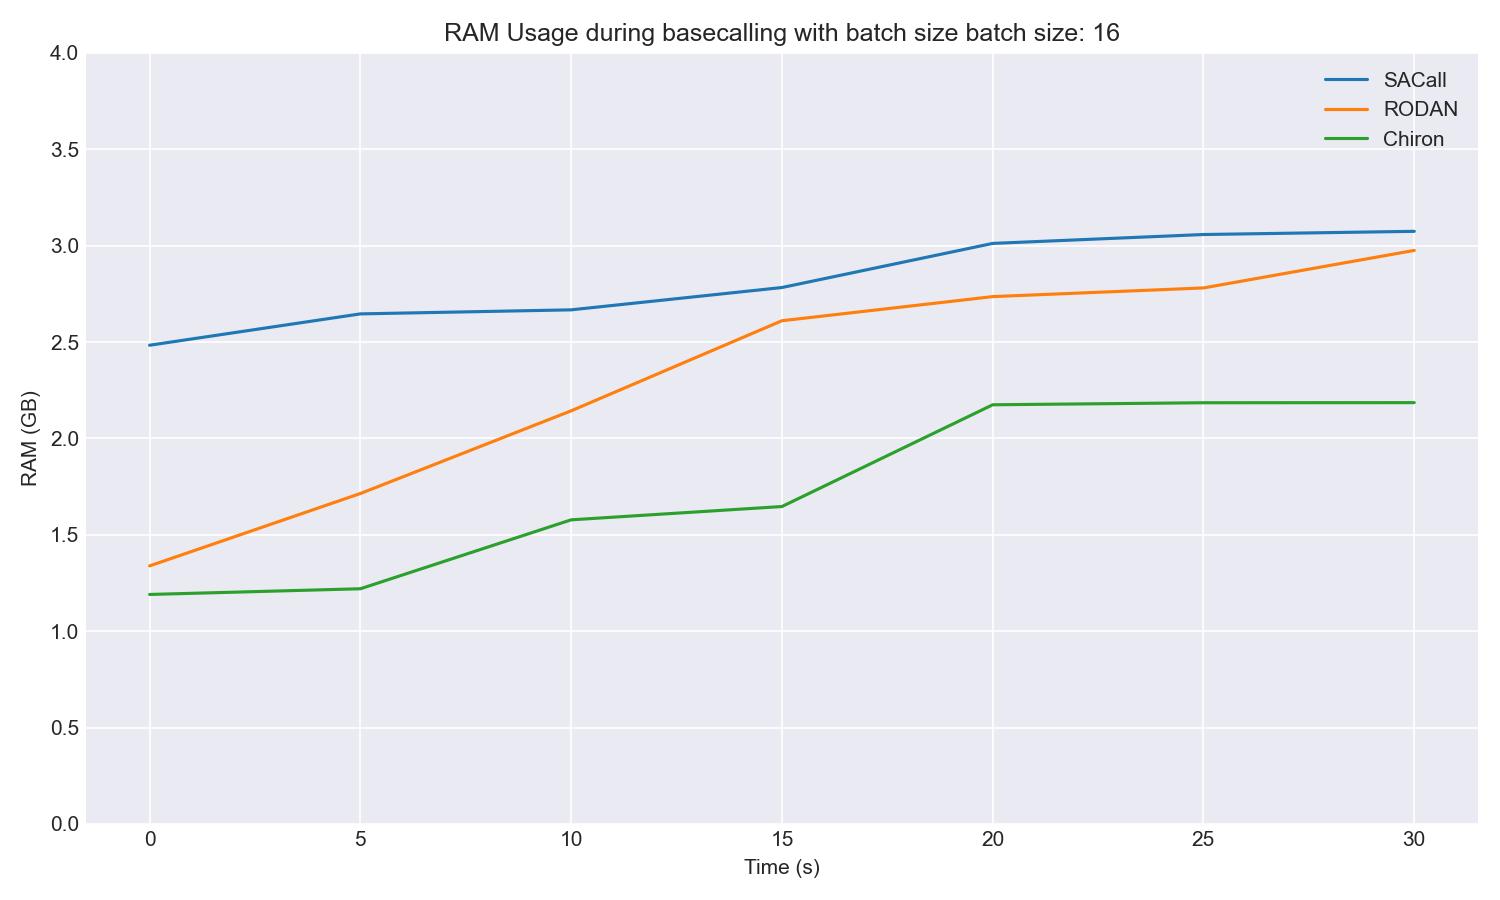 RAM Usage during basecalling with batch size batch size: 16
4.0
3.5
3.0
2.5
2.0
1.5
1.0
0.5
0.0
RAM (GB)
SACall
RODAN
Chiron
0 5 10 15 20 25 30
Time (s)